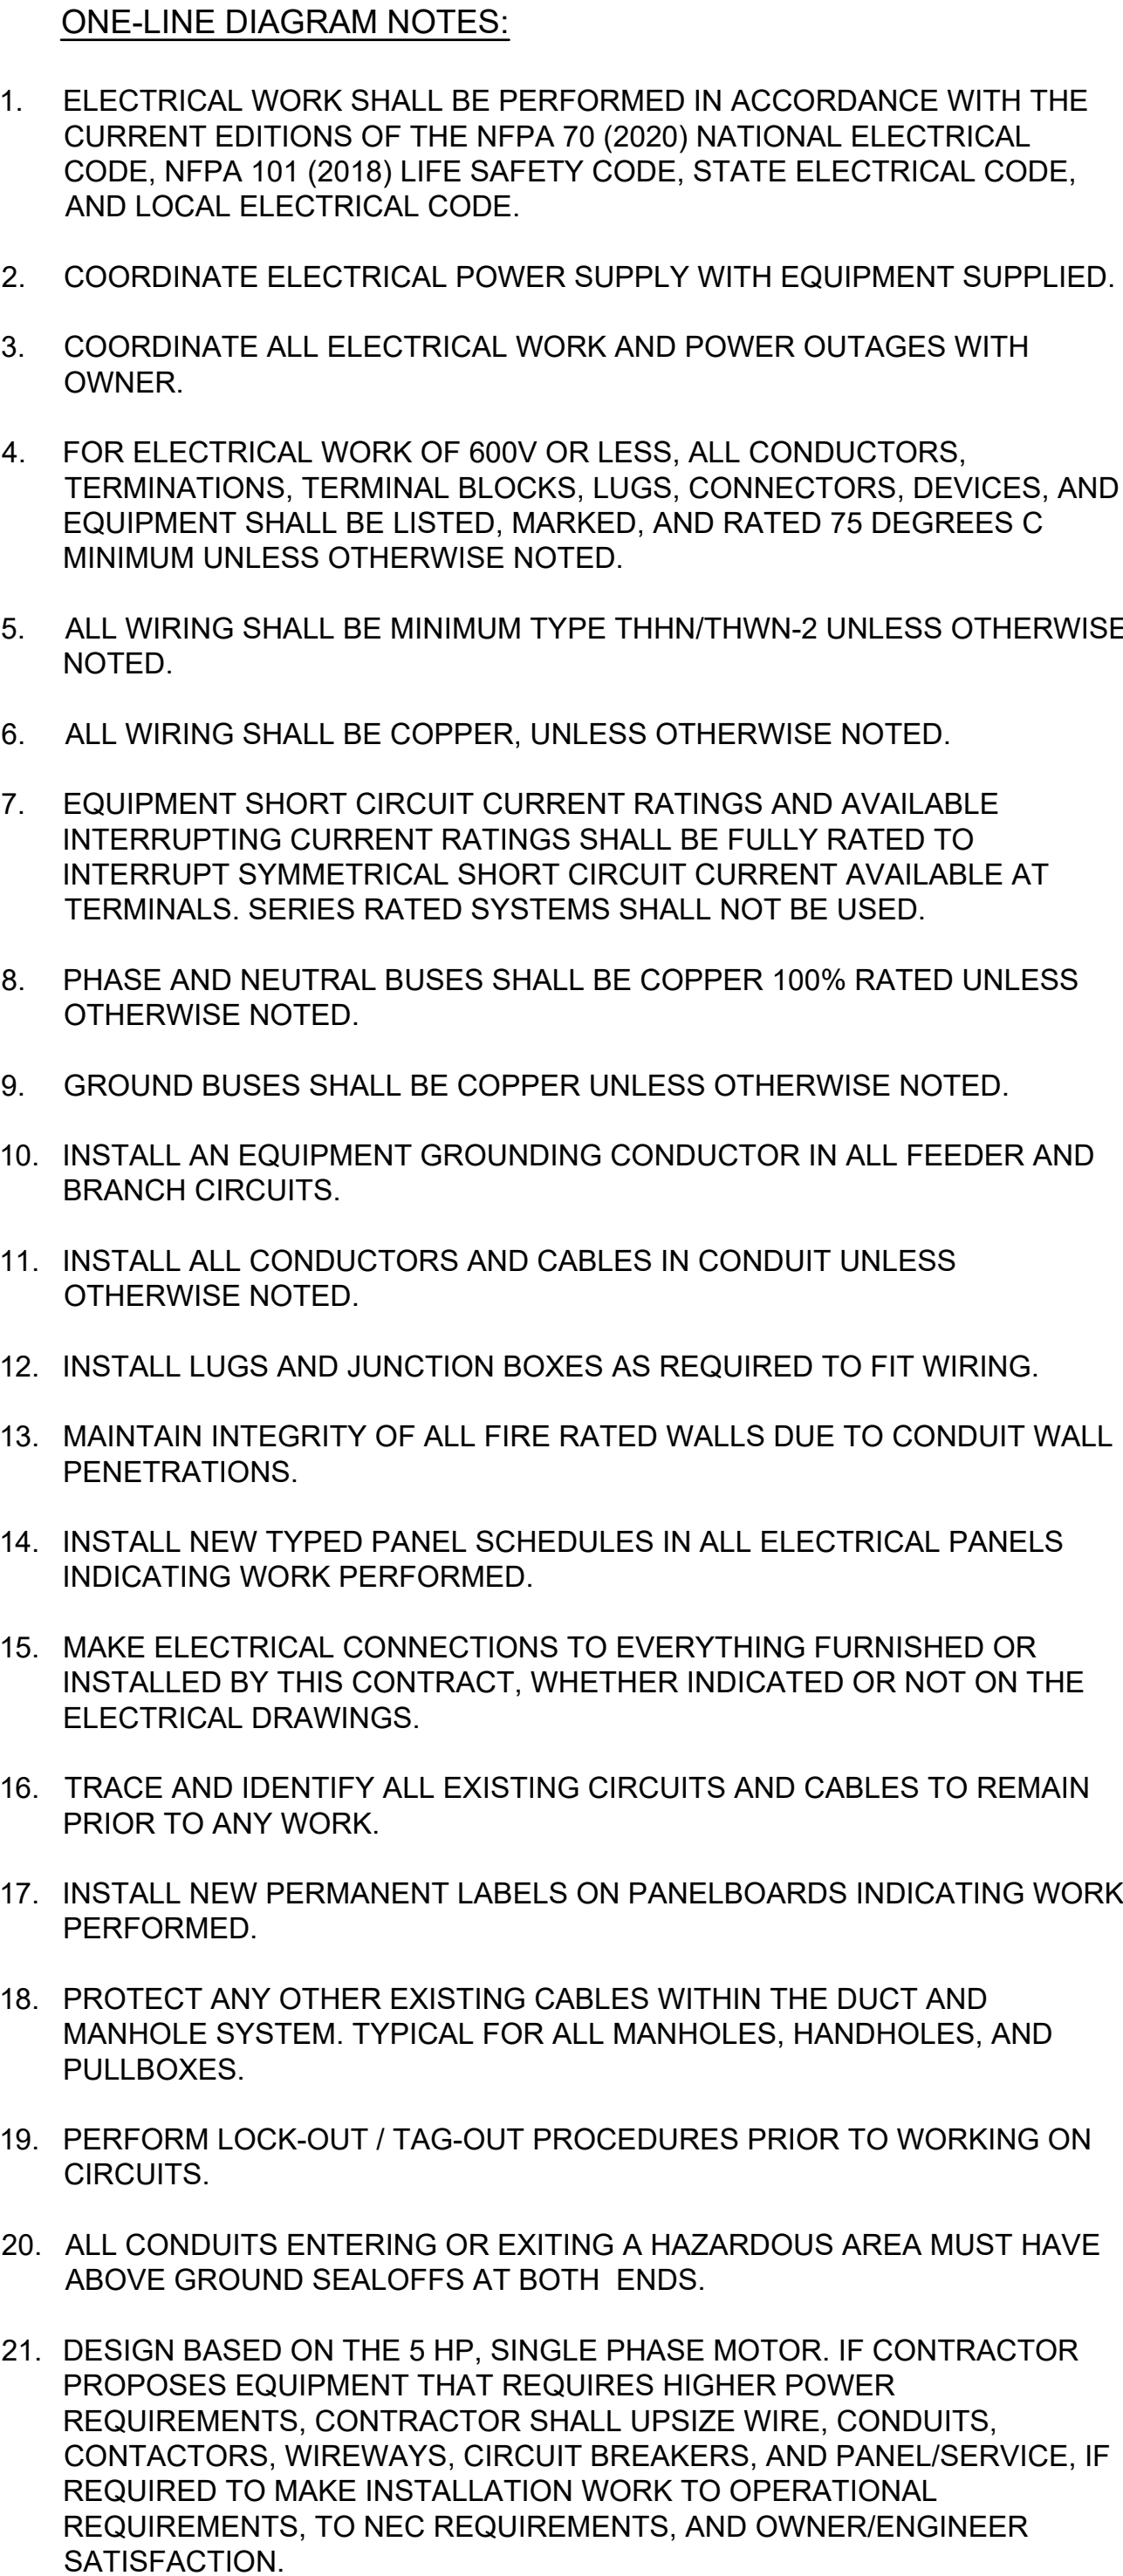 ONE-LINE DIAGRAM NOTES:
1. ELECTRICAL WORK SHALL BE PERFORMED IN ACCORDANCE WITH THE
CURRENT EDITIONS OF THE NFPA 70 (2020) NATIONAL ELECTRICAL
CODE, NFPA 101 (2018) LIFE SAFETY CODE, STATE ELECTRICAL CODE,
AND LOCAL ELECTRICAL CODE.
2. COORDINATE ELECTRICAL POWER SUPPLY WITH EQUIPMENT SUPPLIED.
3. COORDINATE ALL ELECTRICAL WORK AND POWER OUTAGES WITH
OWNER.
4. FOR ELECTRICAL WORK OF 600V OR LESS, ALL CONDUCTORS,
TERMINATIONS, TERMINAL BLOCKS, LUGS, CONNECTORS, DEVICES, AND
EQUIPMENT SHALL BE LISTED, MARKED, AND RATED 75 DEGREES C
MINIMUM UNLESS OTHERWISE NOTED.
5. ALL WIRING SHALL BE MINIMUM TYPE THHN/THWN-2 UNLESS OTHERWISE
NOTED.
6. ALL WIRING SHALL BE COPPER, UNLESS OTHERWISE NOTED.
7. EQUIPMENT SHORT CIRCUIT CURRENT RATINGS AND AVAILABLE
INTERRUPTING CURRENT RATINGS SHALL BE FULLY RATED TO
INTERRUPT SYMMETRICAL SHORT CIRCUIT CURRENT AVAILABLE AT
TERMINALS. SERIES RATED SYSTEMS SHALL NOT BE USED.
8. PHASE AND NEUTRAL BUSES SHALL BE COPPER 100% RATED UNLESS
OTHERWISE NOTED.
9. GROUND BUSES SHALL BE COPPER UNLESS OTHERWISE NOTED.
10. INSTALL AN EQUIPMENT GROUNDING CONDUCTOR IN ALL FEEDER AND
BRANCH CIRCUITS.
11. INSTALL ALL CONDUCTORS AND CABLES IN CONDUIT UNLESS
OTHERWISE NOTED.
12. INSTALL LUGS AND JUNCTION BOXES AS REQUIRED TO FIT WIRING.
13. MAINTAIN INTEGRITY OF ALL FIRE RATED WALLS DUE TO CONDUIT WALL
PENETRATIONS.
14. INSTALL NEW TYPED PANEL SCHEDULES IN ALL ELECTRICAL PANELS
INDICATING WORK PERFORMED.
15. MAKE ELECTRICAL CONNECTIONS TO EVERYTHING FURNISHED OR
INSTALLED BY THIS CONTRACT, WHETHER INDICATED OR NOT ON THE
ELECTRICAL DRAWINGS.
16. TRACE AND IDENTIFY ALL EXISTING CIRCUITS AND CABLES TO REMAIN
PRIOR TO ANY WORK.
17. INSTALL NEW PERMANENT LABELS ON PANELBOARDS INDICATING WORK
PERFORMED.
18. PROTECT ANY OTHER EXISTING CABLES WITHIN THE DUCT AND
MANHOLE SYSTEM. TYPICAL FOR ALL MANHOLES, HANDHOLES, AND
PULLBOXES.
19. PERFORM LOCK-OUT / TAG-OUT PROCEDURES PRIOR TO WORKING ON
CIRCUITS.
20. ALL CONDUITS ENTERING OR EXITING A HAZARDOUS AREA MUST HAVE
ABOVE GROUND SEALOFFS AT BOTH ENDS.
21. DESIGN BASED ON THE 5 HP, SINGLE PHASE MOTOR. IF CONTRACTOR
PROPOSES EQUIPMENT THAT REQUIRES HIGHER POWER
REQUIREMENTS, CONTRACTOR SHALL UPSIZE WIRE, CONDUITS,
CONTACTORS, WIREWAYS, CIRCUIT BREAKERS, AND PANEL/SERVICE, IF
REQUIRED TO MAKE INSTALLATION WORK TO OPERATIONAL
REQUIREMENTS, TO NEC REQUIREMENTS, AND OWNER/ENGINEER
SATISFACTION.